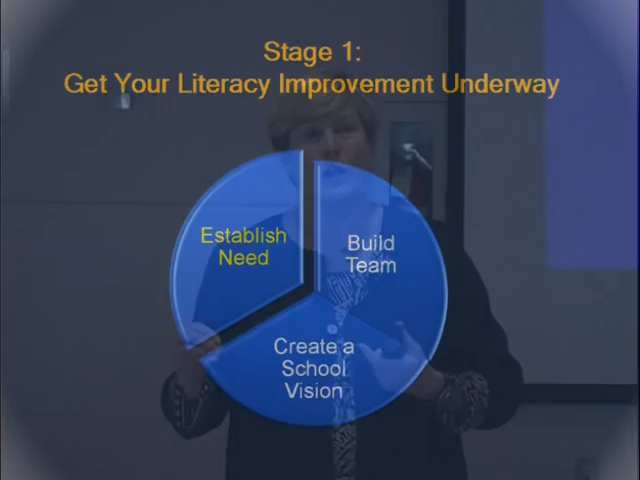 Stage 1:
Get Your Literacy Improvement Underway
Establish
Need
Build
Team
Create a
School
Vision